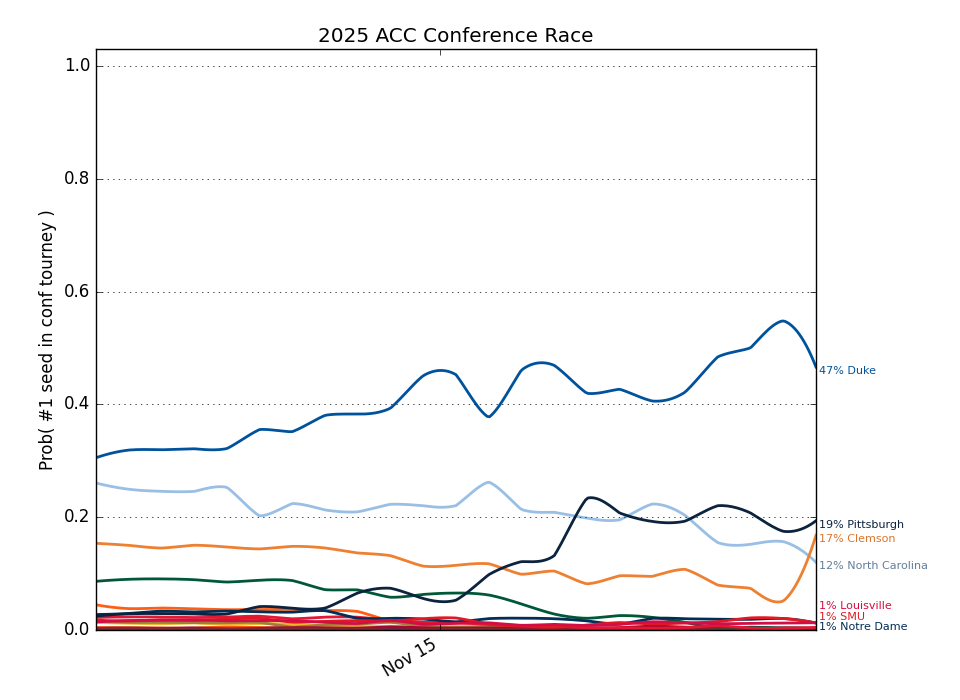 2025 ACC Conference Race
Prob( #1 seed in conf tourney )
1.0
0.8
0.6
0.4
0.2
0.0
Nov 15
47% Duke
19% Pittsburgh
17% Clemson
12% North Carolina
1% Louisville
1% SMU
1% Notre Dame